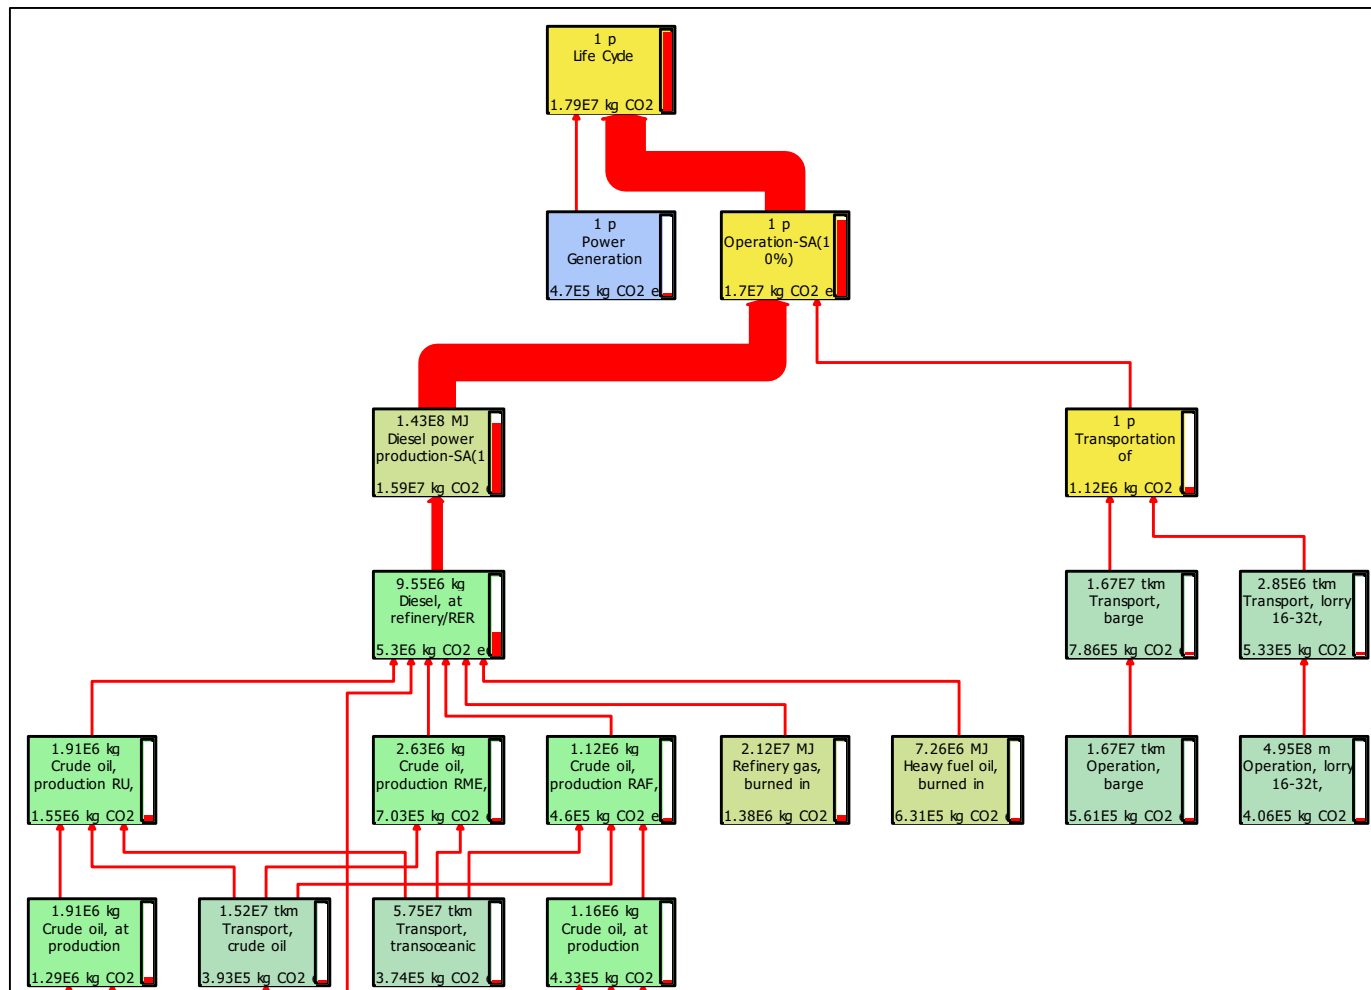 1 p
Life Cycle
1.79E7 kg CO2
1 p
Power
Generation
4.7E5 kg CO2 e
1 p
Operation-SA(1
0%)
1.7E7 kg CO2 e
1.43E8 MJ
Diesel power
production-SA(1
1.59E7 kg CO2 e
1 p
Transportation
of
1.12E6 kg CO2 e
9.55E6 kg
Diesel, at
refinery/RER
5.3E6 kg CO2 e
1.67E7 tkm
Transport,
barge
7.86E5 kg CO2 e
2.85E6 tkm
Transport, lorry
16-32t,
5.33E5 kg CO2 e
1.91E6 kg
Crude oil,
production RU,
1.55E6 kg CO2
2.63E6 kg
Crude oil,
production RME,
7.03E5 kg CO2
1.12E6 kg
Crude oil,
production RAF,
4.6E5 kg CO2 e
2.12E7 MJ
Refinery gas,
burned in
1.38E6 kg CO2
7.26E6 MJ
Heavy fuel oil,
burned in
6.31E5 kg CO2
1.67E7 tkm
Operation,
barge
5.61E5 kg CO2
4.95E8 m
Operation, lorry
16-32t,
4.06E5 kg CO2
1.91E6 kg
Crude oil, at
production
1.29E6 kg CO2
1.52E7 tkm
Transport,
crude oil
3.93E5 kg CO2 e
5.75E7 tkm
Transport,
transoceanic
3.74E5 kg CO2
1.16E6 kg
Crude oil, at
production
4.33E5 kg CO2